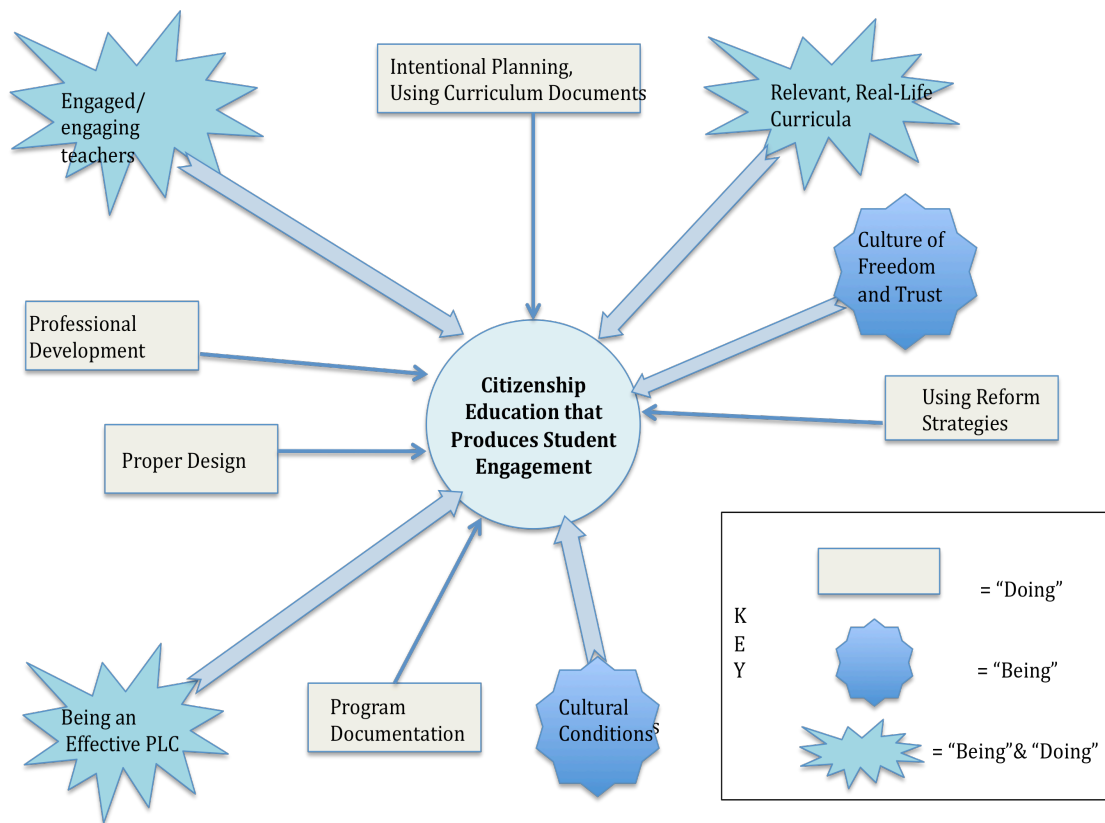 Engaged/
engaging
teachers
Intentional Planning,
Using Curriculum Documents
Relevant, Real-Life
Curricula
Culture of
Freedom
and Trust
Professional
Development
Citizenship
Education that
Produces Student
Engagement
Using Reform
Strategies
Proper Design
Being an
Effective PLC
Program
Documentation
Cultural
Conditions
K
E
Y
= “Doing”
= “Being”
= “Being”& “Doing”